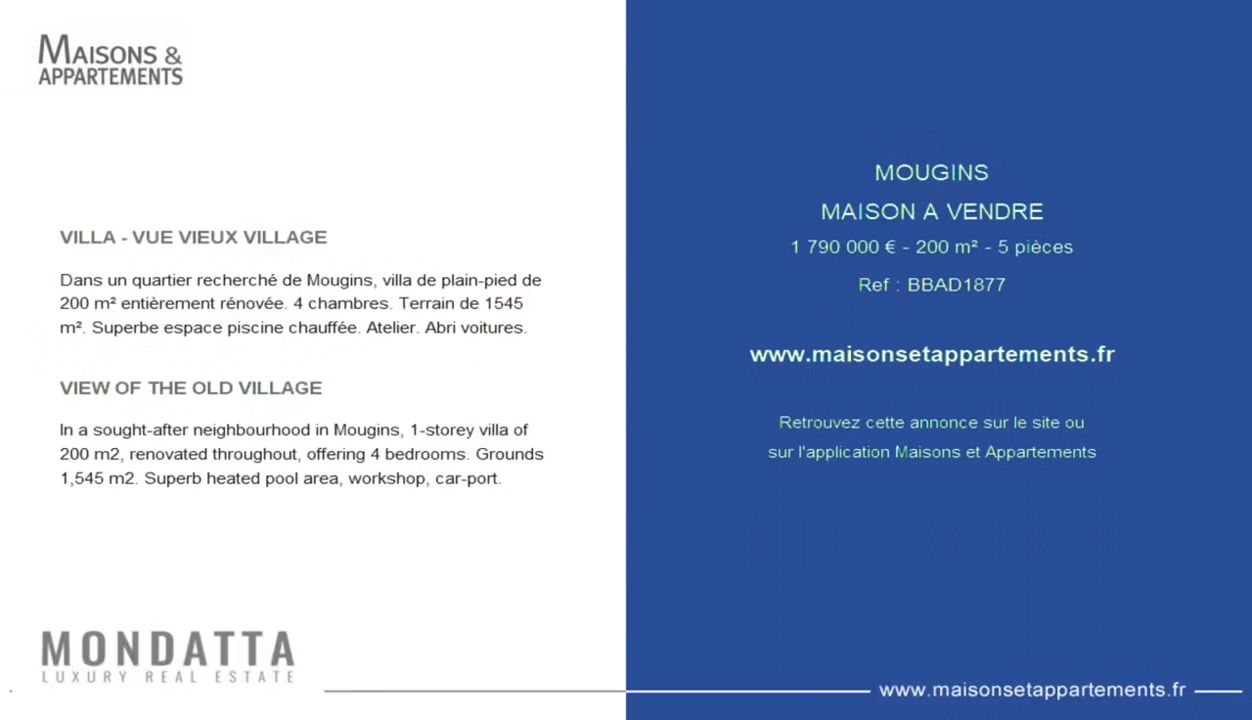 MAISONS &
APPARTEMENTS
VILLA - VUE VIEUX VILLAGE
Dans un quartier recherché de Mougins, villa de plain-pied de
200 m² entièrement rénovée. 4 chambres. Terrain de 1545
m². Superbe espace piscine chauffée. Atelier. Abri voitures.
VIEW OF THE OLD VILLAGE
In a sought-after neighbourhood in Mougins, 1-storey villa of
200 m2, renovated throughout, offering 4 bedrooms. Grounds
1,545 m2. Superb heated pool area, workshop, car-port.
MONDATTA
LUXURY REAL ESTATE
MOUGINS
MAISON A VENDRE
1 790 000 € - 200 m² - 5 pièces
Ref : BBAD1877
www.maisonsetappartements.fr
Retrouvez cette annonce sur le site ou
sur l'application Maisons et Appartements
www.maisonsetappartements.fr